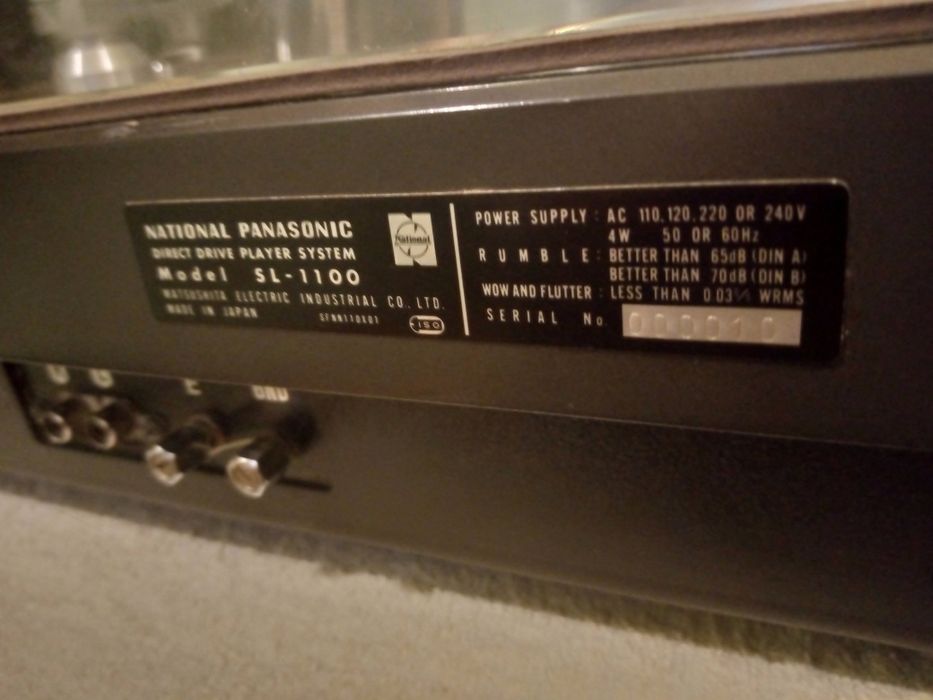 NATIONAL PANASONIC
DIRECT DRIVE PLAYER SYSTEM
Model SL-1100
MATSUSHITA ELECTRIC INDUSTRIAL CO. LTD.
MADE IN JAPAN
National
ISO
POWER SUPPLY : AC 110,120,220 OR 240V
4W 50 OR 60Hz
RUMBLE : BETTER THAN 65dB (DIN A)
BETTER THAN 70dB (DIN B)
WOW AND FLUTTER : LESS THAN 0.03% WRMS
SERIAL No. 000010
E
GND